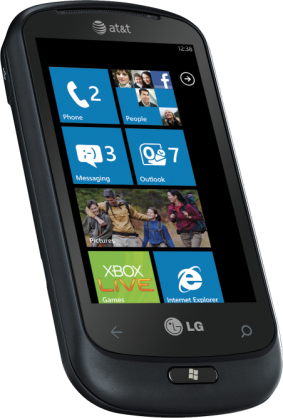 at&t
12:38
2
Phone
f
People
3
Messaging
7
Outlook
Pictures
XBOX
LIVE
Games
Internet Explorer
LG